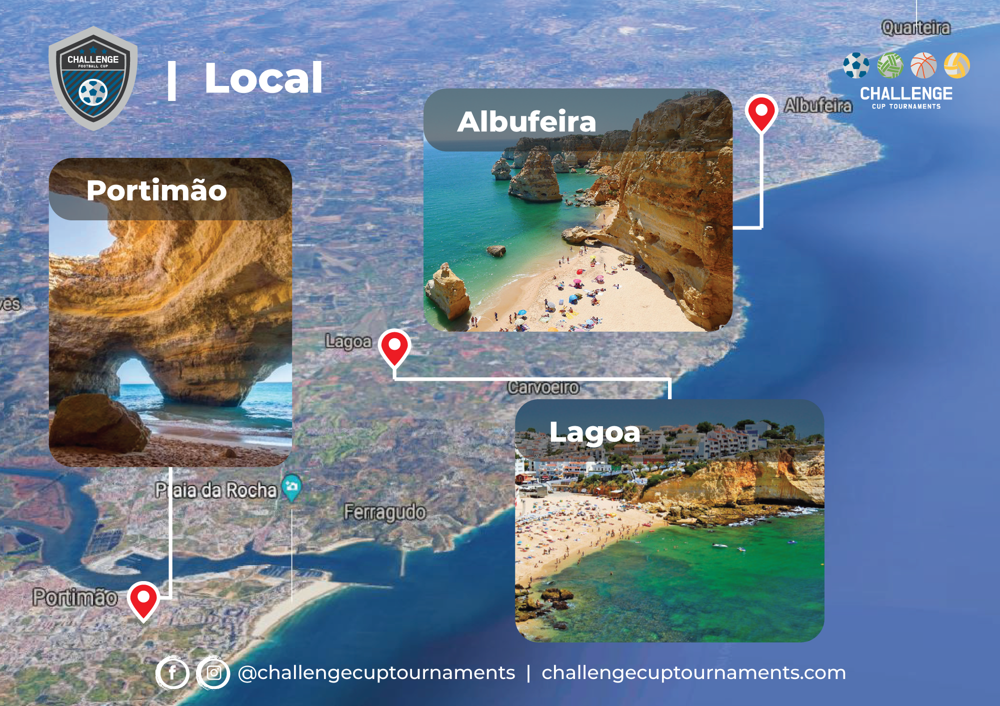 Quarteira
CHALLENGE
FOOTBALL CUP
| Local
CHALLENGE
CUP TOURNAMENTS
Albufeira
Albufeira
Portimão
ves
Lagoa
Carvoeiro
Lagoa
Praia da Rocha
Ferragudo
Portimão
@challengecuptournaments | challengecuptournaments.com